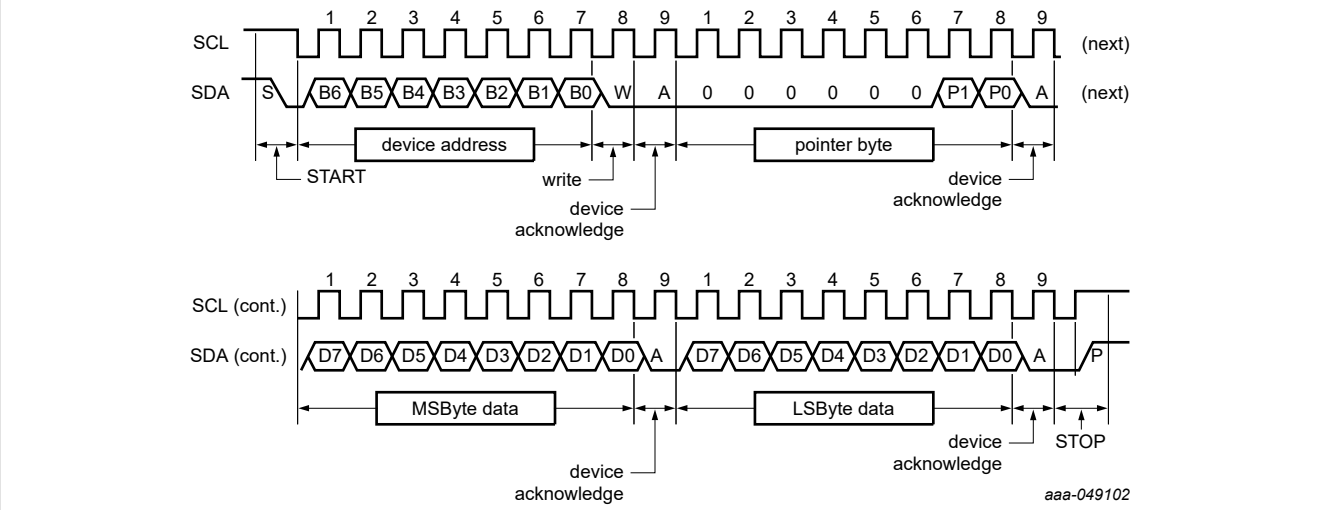 1 2 3 4 5 6 7 8 9 1 2 3 4 5 6 7 8 9
SCL (next)
SDA S B6 B5 B4 B3 B2 B1 B0 W A 0 0 0 0 0 0 P1 P0 A (next)
device address pointer byte
START write device
acknowledge
device
acknowledge
1 2 3 4 5 6 7 8 9 1 2 3 4 5 6 7 8 9
SCL (cont.)
SDA (cont.) D7 D6 D5 D4 D3 D2 D1 D0 A D7 D6 D5 D4 D3 D2 D1 D0 A P
MSByte data LSByte data
device STOP
acknowledge
device
acknowledge
aaa-049102